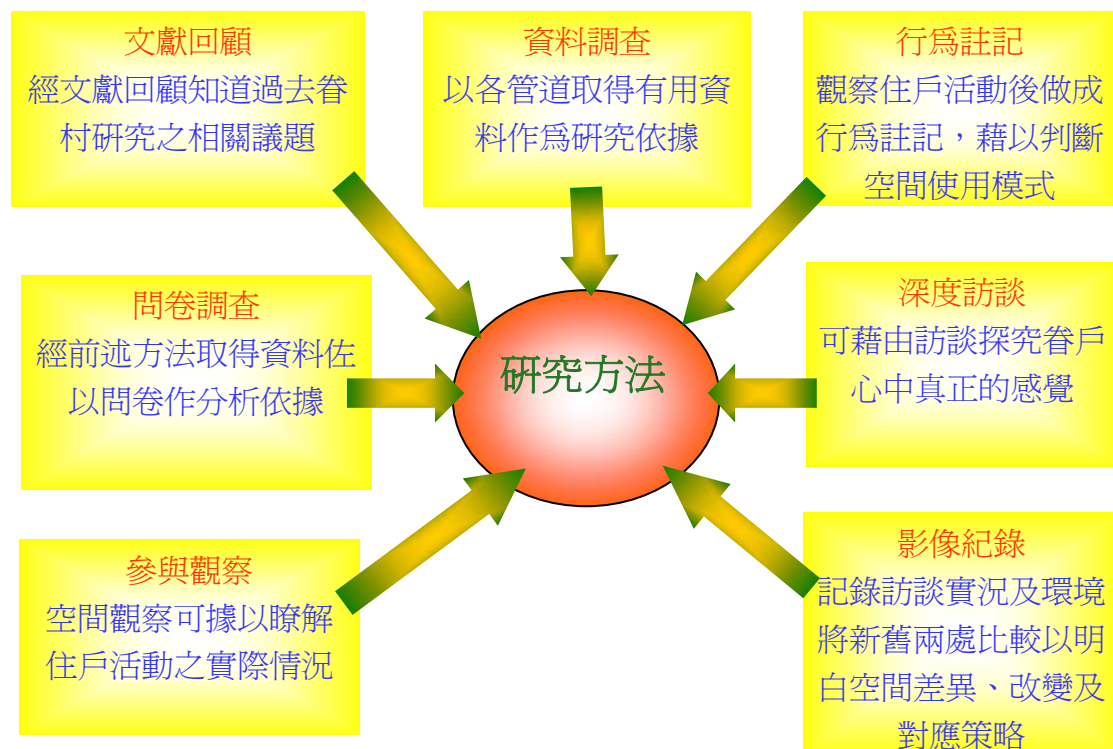 文獻回顧
經文獻回顧知道過去眷
村研究之相關議題
資料調查
以各管道取得有用資
料作為研究依據
行為註記
觀察住戶活動後做成
行為註記，藉以判斷
空間使用模式
問卷調查
經前述方法取得資料佐
以問卷作分析依據
研究方法
深度訪談
可藉由訪談探究眷戶
心中真正的感覺
參與觀察
空間觀察可據以瞭解
住戶活動之實際情況
影像紀錄
記錄訪談實況及環境
將新舊兩處比較以明
白空間差異、改變及
對應策略